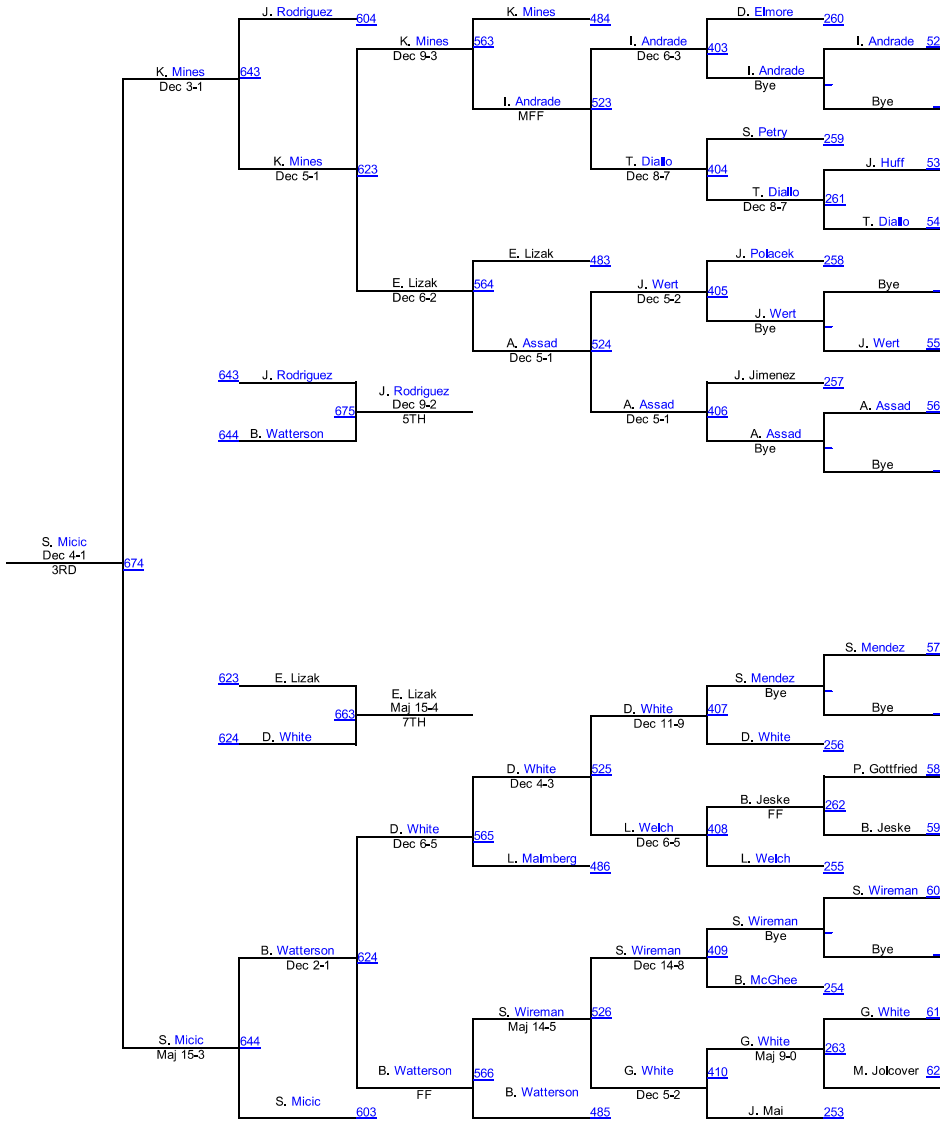 J. Rodriguez 604
K. Mines 484
D. Elmore 260
K. Mines 563
Dec 9-3
I. Andrade 403
Dec 6-3
I. Andrade 52
K. Mines 643
Dec 3-1
I. Andrade
Bye
I. Andrade 523
MFF
Bye
S. Petry 259
K. Mines 623
Dec 5-1
T. Diallo 404
Dec 8-7
J. Huff 53
T. Diallo 261
Dec 8-7
T. Diallo 54
E. Lizak 483
J. Polacek 258
E. Lizak 564
Dec 6-2
J. Wert 405
Dec 5-2
Bye
J. Wert
Bye
A. Assad 524
Dec 5-1
J. Wert 55
643 J. Rodriguez
J. Jimenez 257
J. Rodriguez
675 Dec 9-2
5TH
A. Assad 406
Dec 5-1
A. Assad 56
644 B. Watterson
A. Assad
Bye
Bye
S. Micic
Dec 4-1
3RD
674
S. Mendez 57
623 E. Lizak
S. Mendez
Bye
E. Lizak
Maj 15-4
663
7TH
D. White 407
Dec 11-9
Bye
624 D. White
D. White 256
D. White 525
Dec 4-3
P. Gottfried 58
B. Jeske 262
FF
D. White 565
Dec 6-5
L. Welch 408
Dec 6-5
B. Jeske 59
L. Malmberg 486
L. Welch 255
S. Wireman 60
S. Wireman
Bye
B. Watterson 624
Dec 2-1
S. Wireman 409
Dec 14-8
Bye
B. McGhee 254
S. Wireman 526
Maj 14-5
G. White 61
S. Micic 644
Maj 15-3
G. White 263
Maj 9-0
B. Watterson 566
FF
G. White 410
Dec 5-2
M. Jolcover 62
B. Watterson 485
S. Micic 603
J. Mai 253